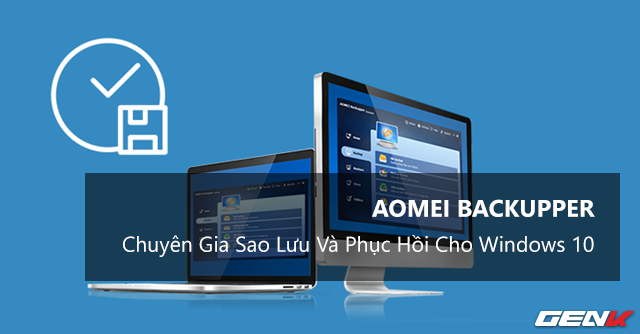 AOMEI BACKUPPER
Chuyên Gia Sao Lưu Và Phục Hồi Cho Windows 10
GENK